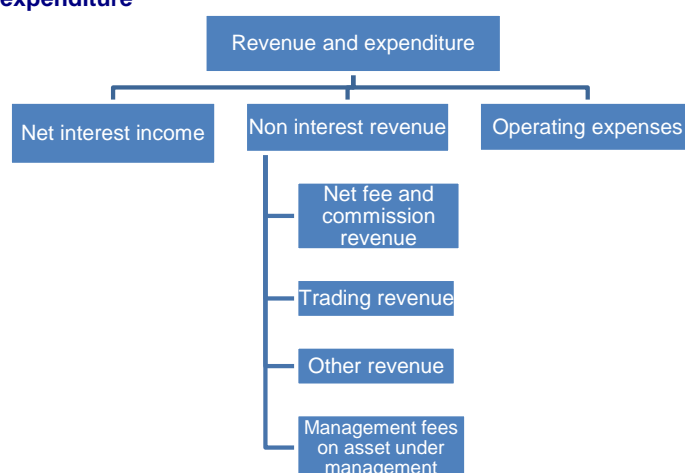 expenditure
Revenue and expenditure
Net interest income
Non interest revenue
Operating expenses
Net fee and
commission
revenue
Trading revenue
Other revenue
Management fees
on asset under
management